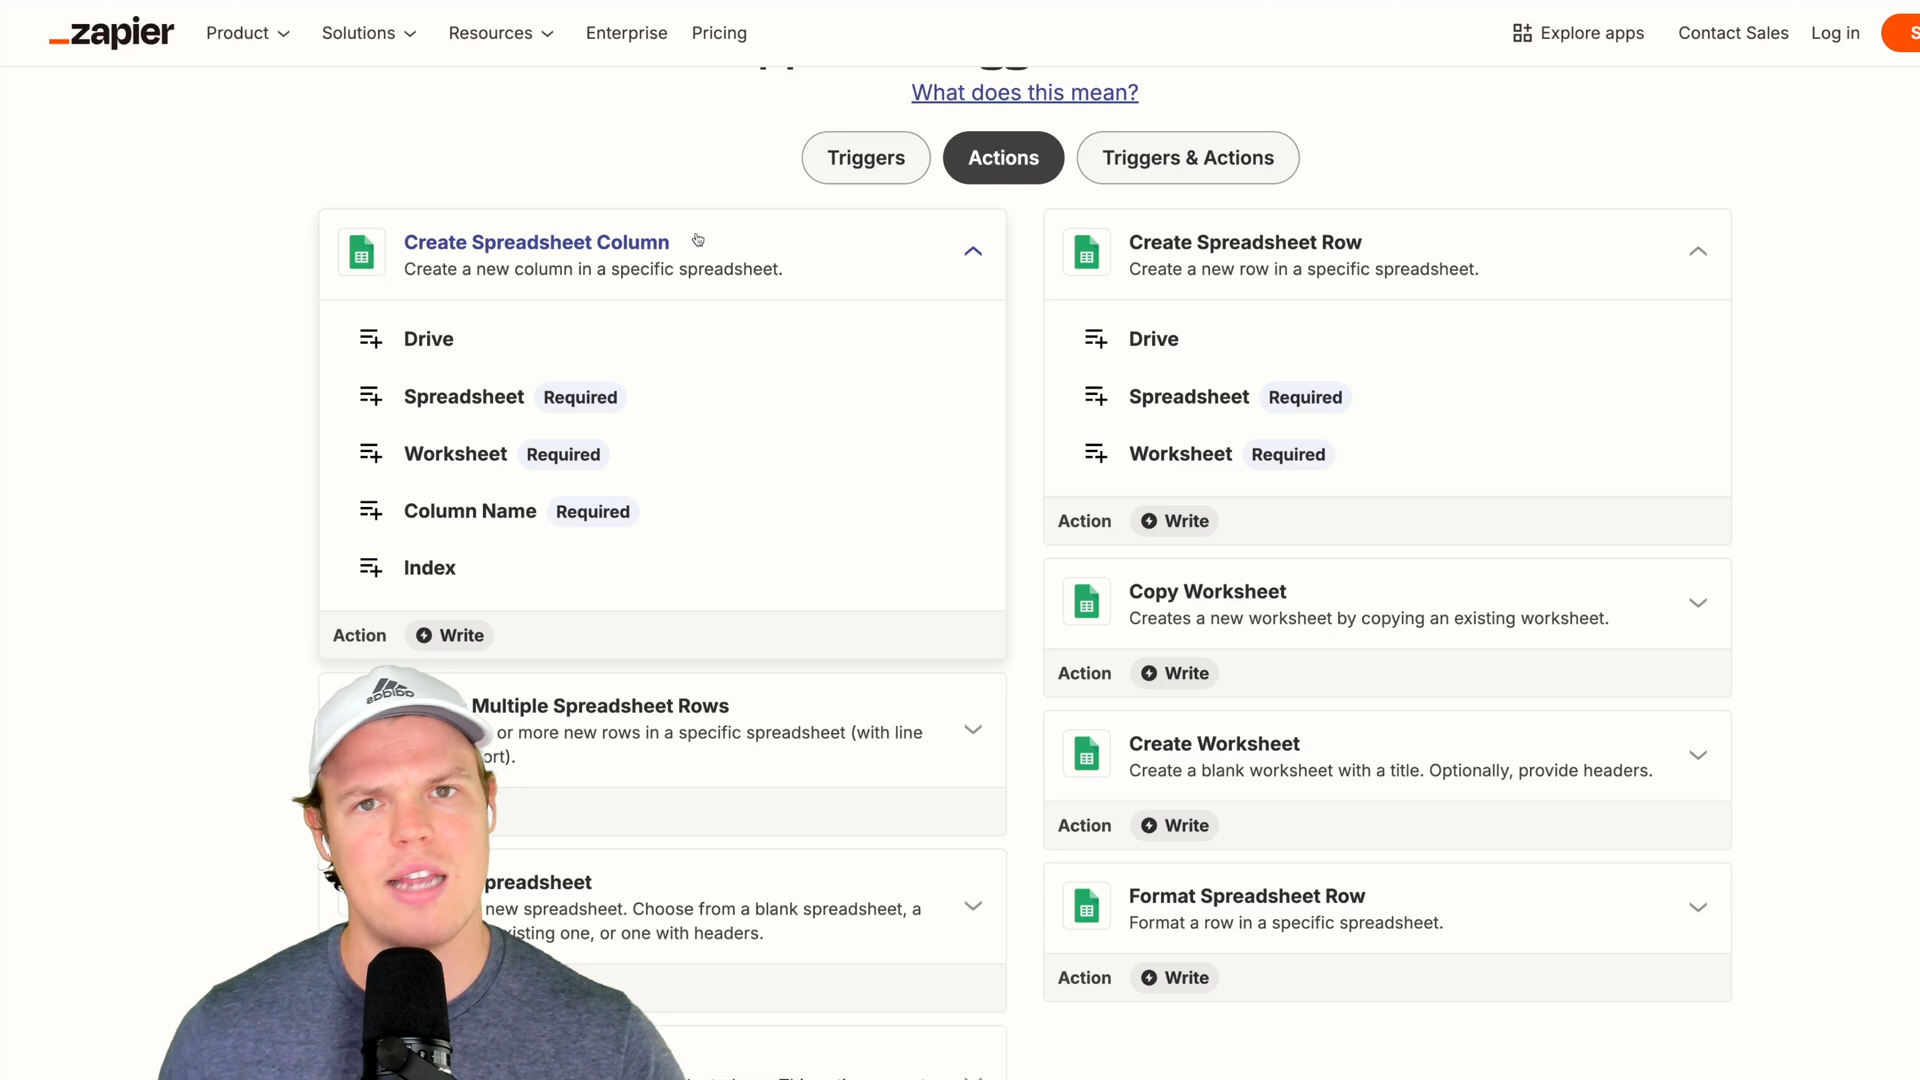 zapier
Product
Solutions
Resources
Enterprise
Pricing
Explore apps
Contact Sales
Log in
What does this mean?
Triggers
Actions
Triggers & Actions
Create Spreadsheet Column
Create a new column in a specific spreadsheet.
Drive
Spreadsheet Required
Worksheet Required
Column Name Required
Index
Action Write
Multiple Spreadsheet Rows
or more new rows in a specific spreadsheet (with line
ort).
preadsheet
new spreadsheet. Choose from a blank spreadsheet, a
xisting one, or one with headers.
Create Spreadsheet Row
Create a new row in a specific spreadsheet.
Drive
Spreadsheet Required
Worksheet Required
Action Write
Copy Worksheet
Creates a new worksheet by copying an existing worksheet.
Action Write
Create Worksheet
Create a blank worksheet with a title. Optionally, provide headers.
Action Write
Format Spreadsheet Row
Format a row in a specific spreadsheet.
Action Write
adidas